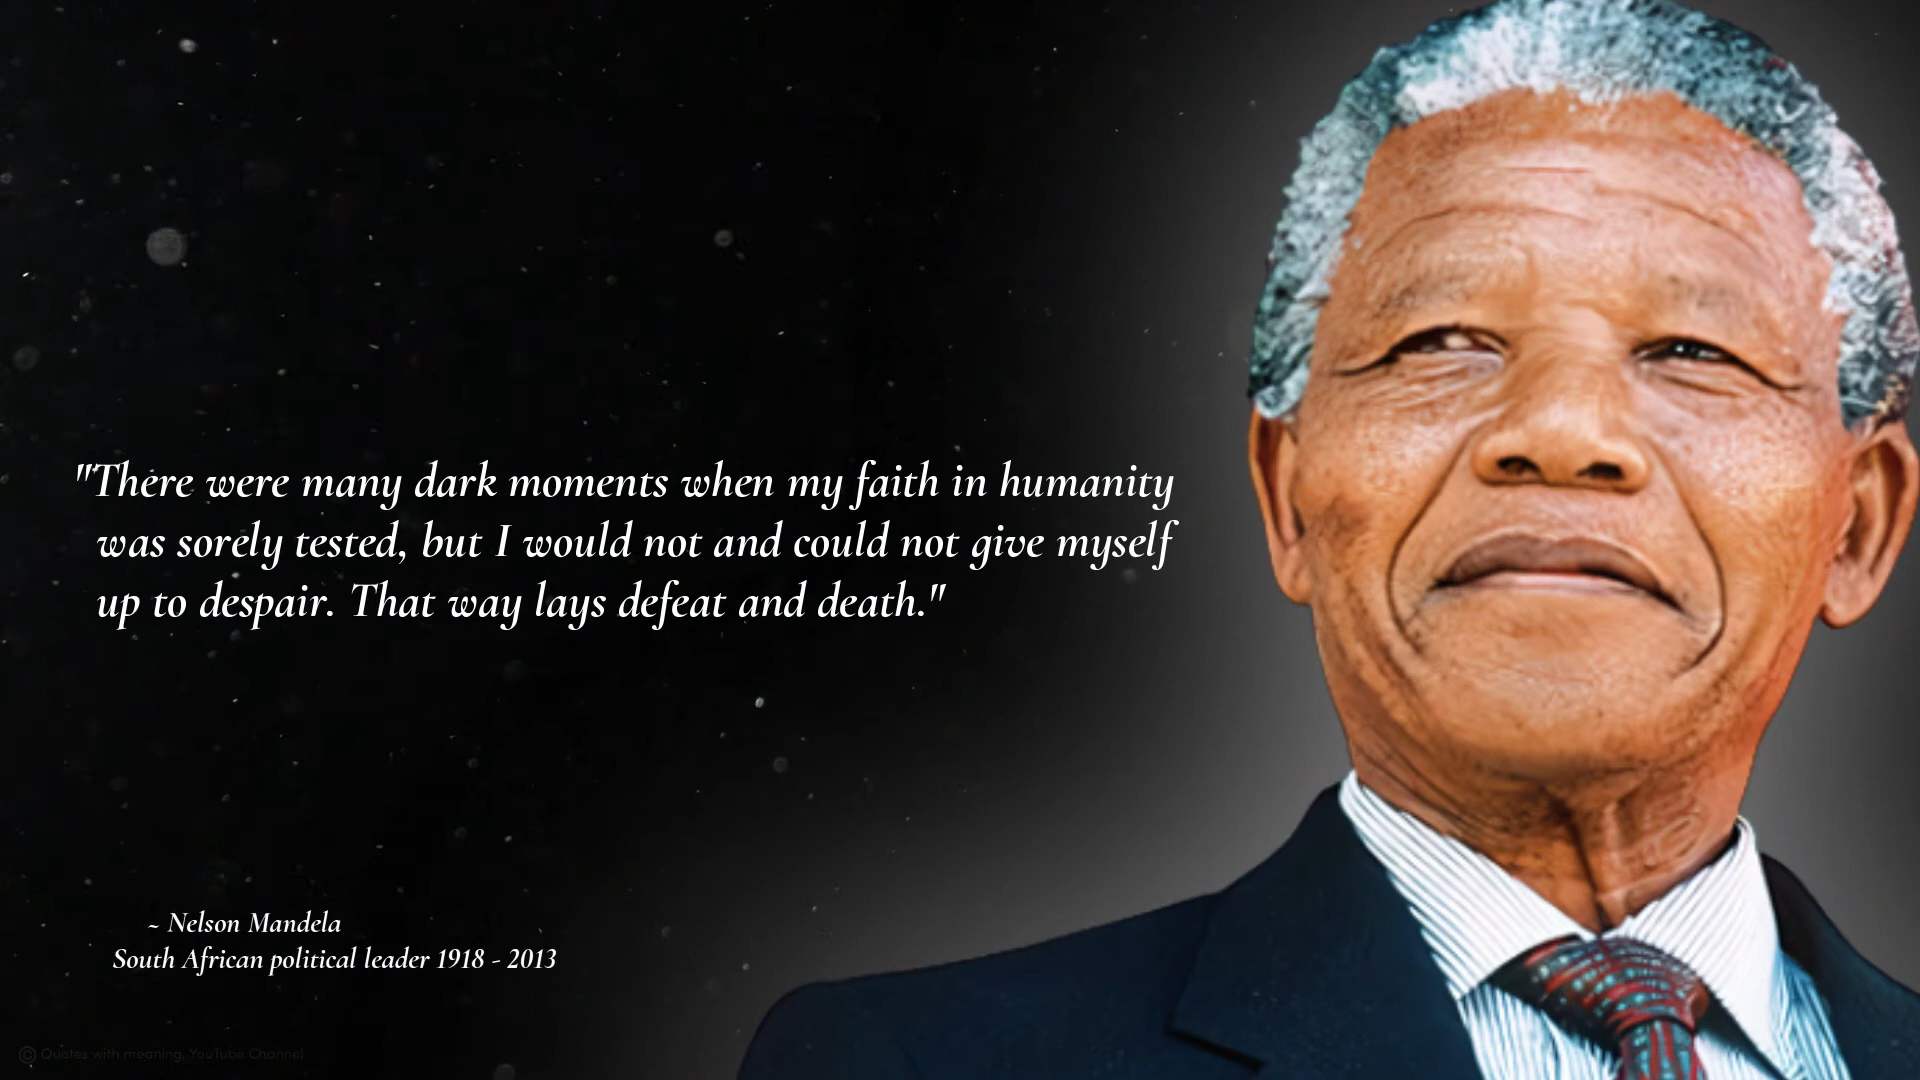 "There were many dark moments when my faith in humanity
was sorely tested, but I would not and could not give myself
up to despair. That way lays defeat and death."
~ Nelson Mandela
South African political leader 1918 - 2013
© Quotes with meaning, YouTube Channel